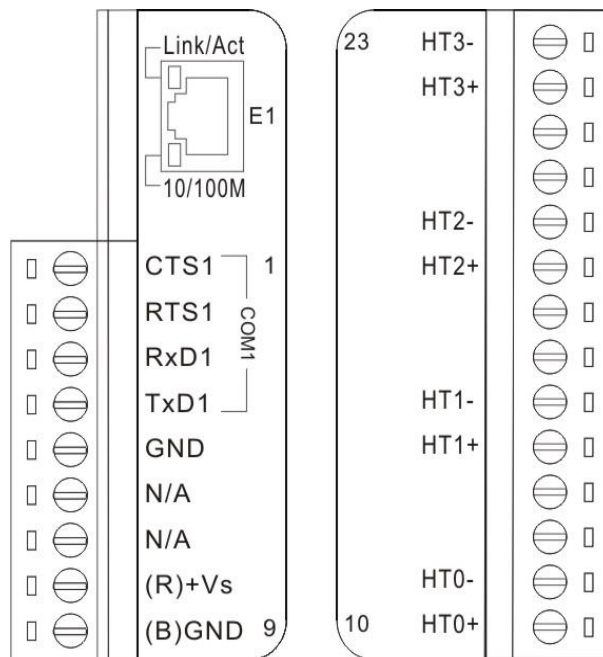 Link/Act
E1
10/100M
CTS1 1
RTS1
RxD1
TxD1
COM1
GND
N/A
N/A
(R)+Vs
(B)GND 9
23 HT3-
HT3+
HT2-
HT2+
HT1-
HT1+
HT0-
10 HT0+